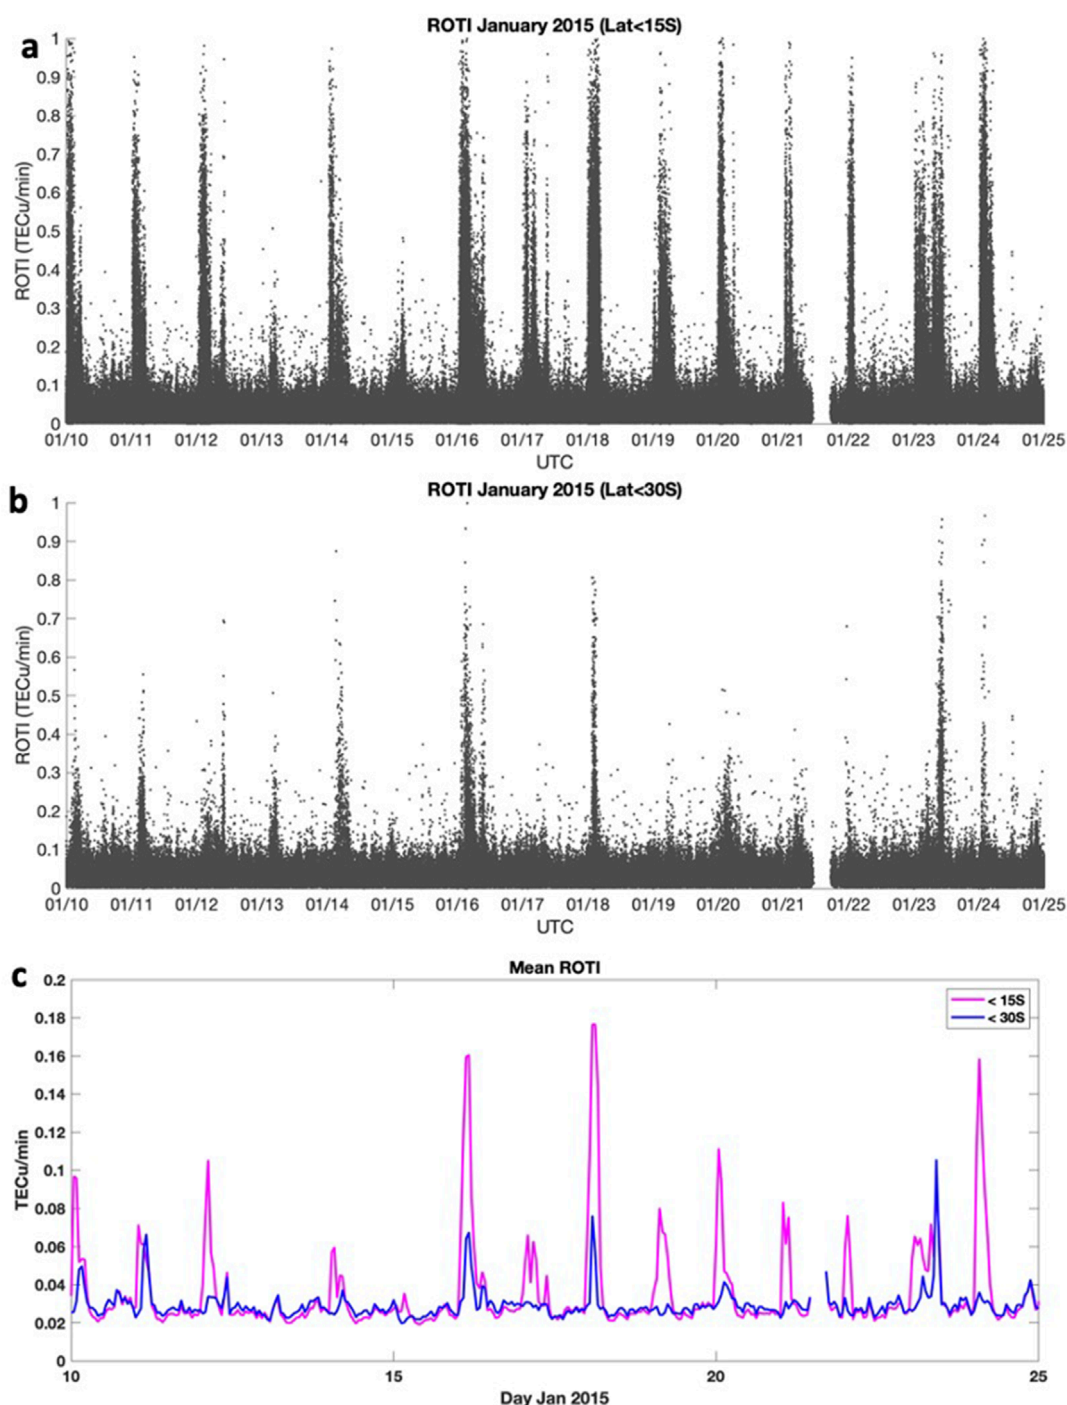 a
ROTI January 2015 (Lat<15S)
1
0.9
0.8
0.7
0.6
0.5
0.4
0.3
0.2
0.1
0
ROTI (TECu/min)
01/10 01/11 01/12 01/13 01/14 01/15 01/16 01/17 01/18 01/19 01/20 01/21 01/22 01/23 01/24 01/25
UTC
b
ROTI January 2015 (Lat<30S)
1
0.9
0.8
0.7
0.6
0.5
0.4
0.3
0.2
0.1
0
ROTI (TECu/min)
01/10 01/11 01/12 01/13 01/14 01/15 01/16 01/17 01/18 01/19 01/20 01/21 01/22 01/23 01/24 01/25
UTC
c
Mean ROTI
0.2
0.18
0.16
0.14
0.12
0.1
0.08
0.06
0.04
0.02
0
TECu/min
< 15S
< 30S
10 15 20 25
Day Jan 2015